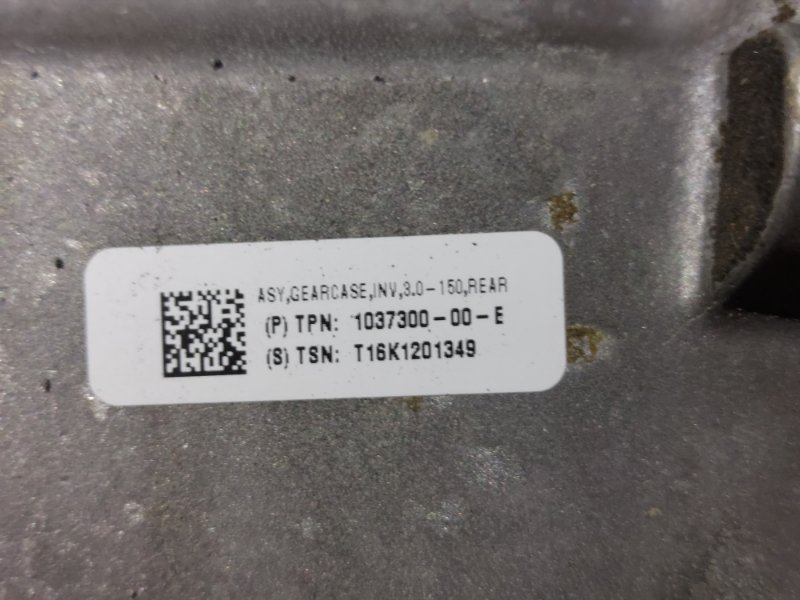 ASY,GEARCASE,INV,3.0-150,REAR
(P) TPN: 1037300-00-E
(S) TSN: T16K1201349